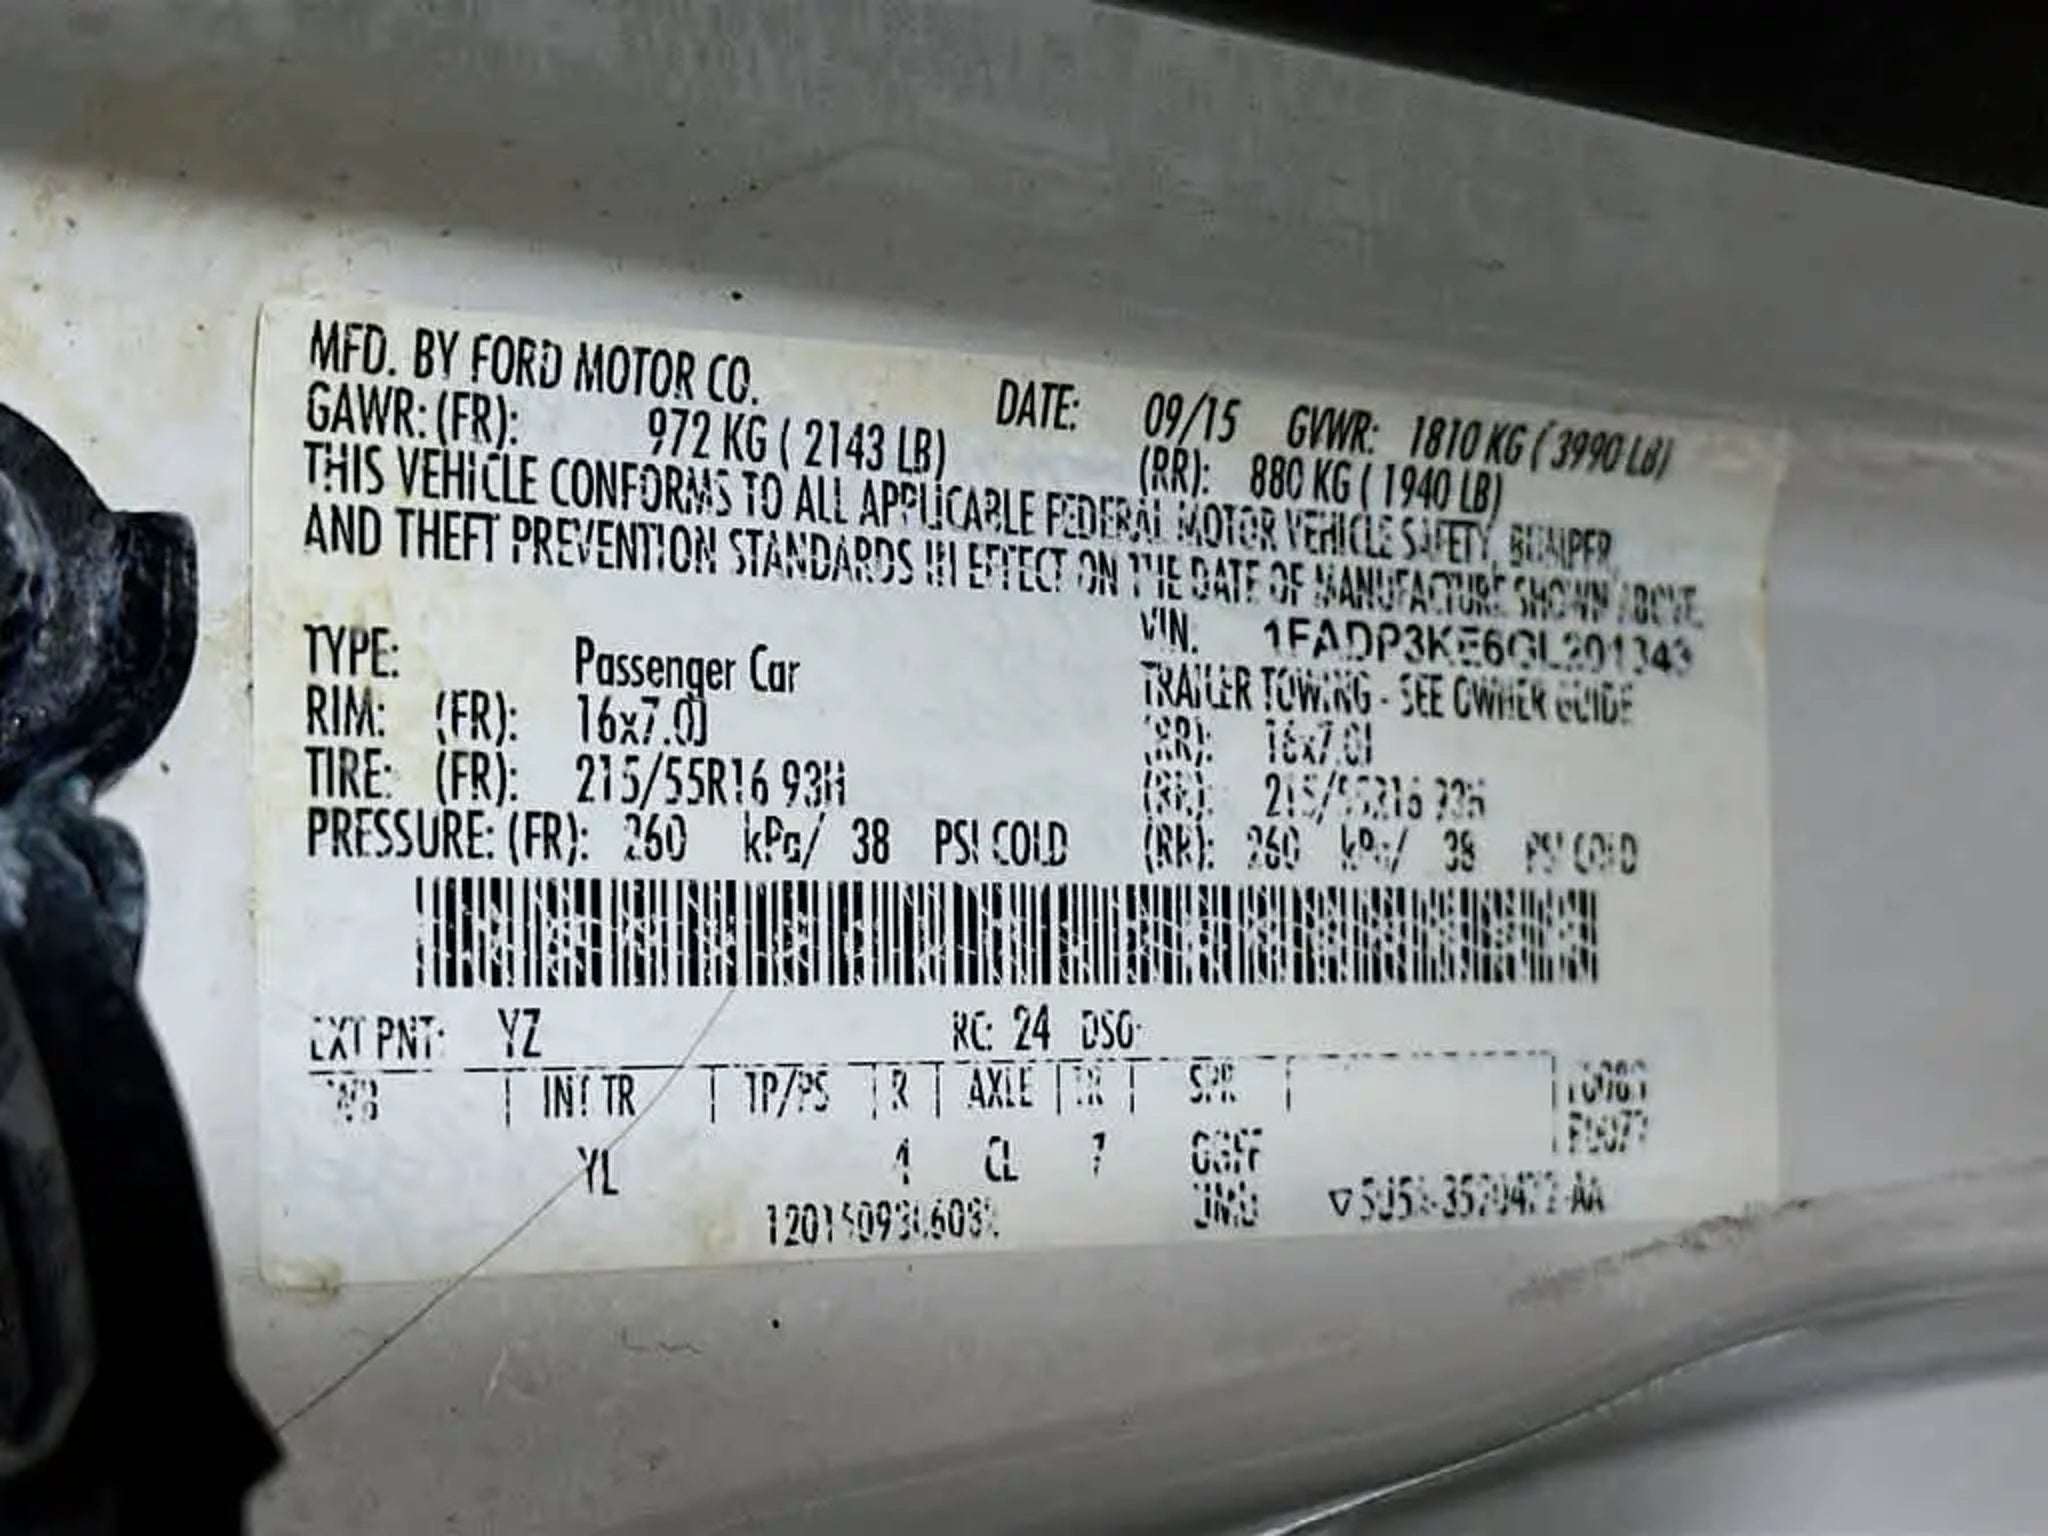 MFD. BY FORD MOTOR CO.
DATE: 09/15 GVWR: 1810 KG ( 3990 LB)
GAWR: (FR): 972 KG ( 2143 LB) (RR): 880 KG ( 1940 LB)
THIS VEHICLE CONFORMS TO ALL APPLICABLE FEDERAL MOTOR VEHICLE SAFETY, BUMPER,
AND THEFT PREVENTION STANDARDS IN EFFECT ON THE DATE OF MANUFACTURE SHOWN ABOVE.
VIN: 1FADP3KE6GL201343
TYPE: Passenger Car TRAILER TOWING - SEE OWNER GUIDE
RIM: (FR): 16x7.0J (RR): 16x7.0J
TIRE: (FR): 215/55R16 93H (RR): 215/55R16 93H
PRESSURE: (FR): 260 kPa/ 38 PSI COLD (RR): 260 kPa/ 38 PSI COLD
EXT PNT: YZ RC: 24 DSO:
WB INT TR TP/PS R AXLE TR SPR
YL 4 CL 7